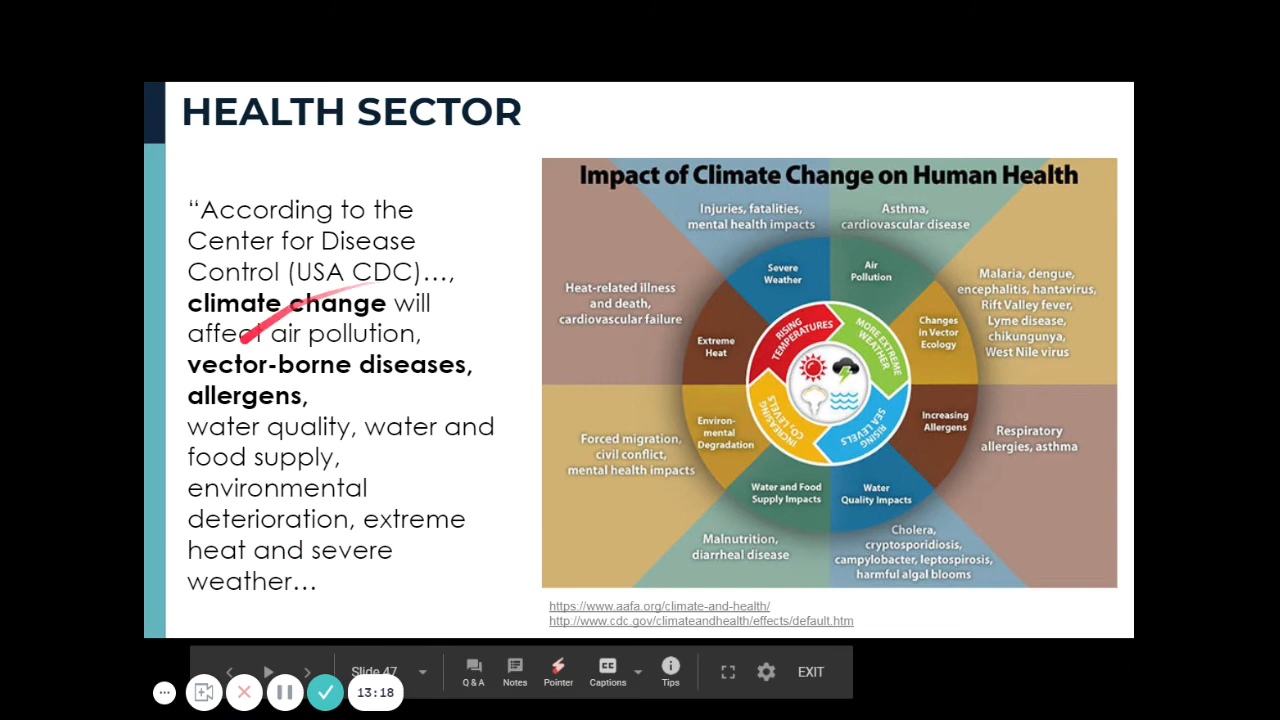 HEALTH SECTOR
“According to the
Center for Disease
Control (USA CDC)…,
climate change will
affect air pollution,
vector-borne diseases,
allergens,
water quality, water and
food supply,
environmental
deterioration, extreme
heat and severe
weather…
Impact of Climate Change on Human Health
Injuries, fatalities,
mental health impacts
Asthma,
cardiovascular disease
Heat-related illness
and death,
cardiovascular failure
Severe
Weather
Air
Pollution
Malaria, dengue,
encephalitis, hantavirus,
Rift Valley fever,
Lyme disease,
chikungunya,
West Nile virus
Extreme
Heat
Changes
in Vector
Ecology
RISING
TEMPERATURES
MORE EXTREME
WEATHER
INCREASING
CO₂ LEVELS
RISING
SEA LEVELS
Environ-
mental
Degradation
Increasing
Allergens
Forced migration,
civil conflict,
mental health impacts
Respiratory
allergies, asthma
Water and Food
Supply Impacts
Water
Quality Impacts
Malnutrition,
diarrheal disease
Cholera,
cryptosporidiosis,
campylobacter, leptospirosis,
harmful algal blooms
https://www.aafa.org/climate-and-health/
http://www.cdc.gov/climateandhealth/effects/default.htm
Slide 47
Q & A
Notes
Pointer
CC
Captions
Tips
EXIT
13:18